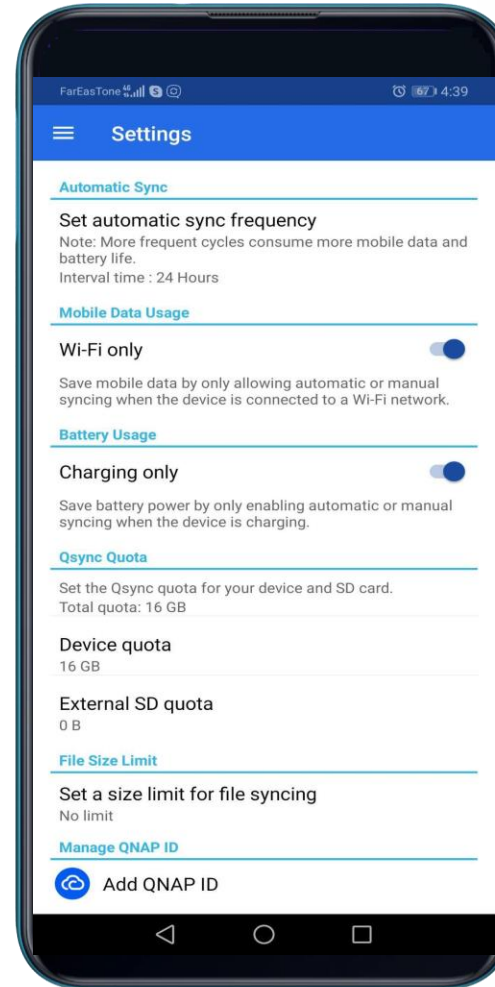 FarEasTone 4G 67 4:39
Settings
Automatic Sync
Set automatic sync frequency
Note: More frequent cycles consume more mobile data and
battery life.
Interval time : 24 Hours
Mobile Data Usage
Wi-Fi only
Save mobile data by only allowing automatic or manual
syncing when the device is connected to a Wi-Fi network.
Battery Usage
Charging only
Save battery power by only enabling automatic or manual
syncing when the device is charging.
Qsync Quota
Set the Qsync quota for your device and SD card.
Total quota: 16 GB
Device quota
16 GB
External SD quota
0 B
File Size Limit
Set a size limit for file syncing
No limit
Manage QNAP ID
Add QNAP ID